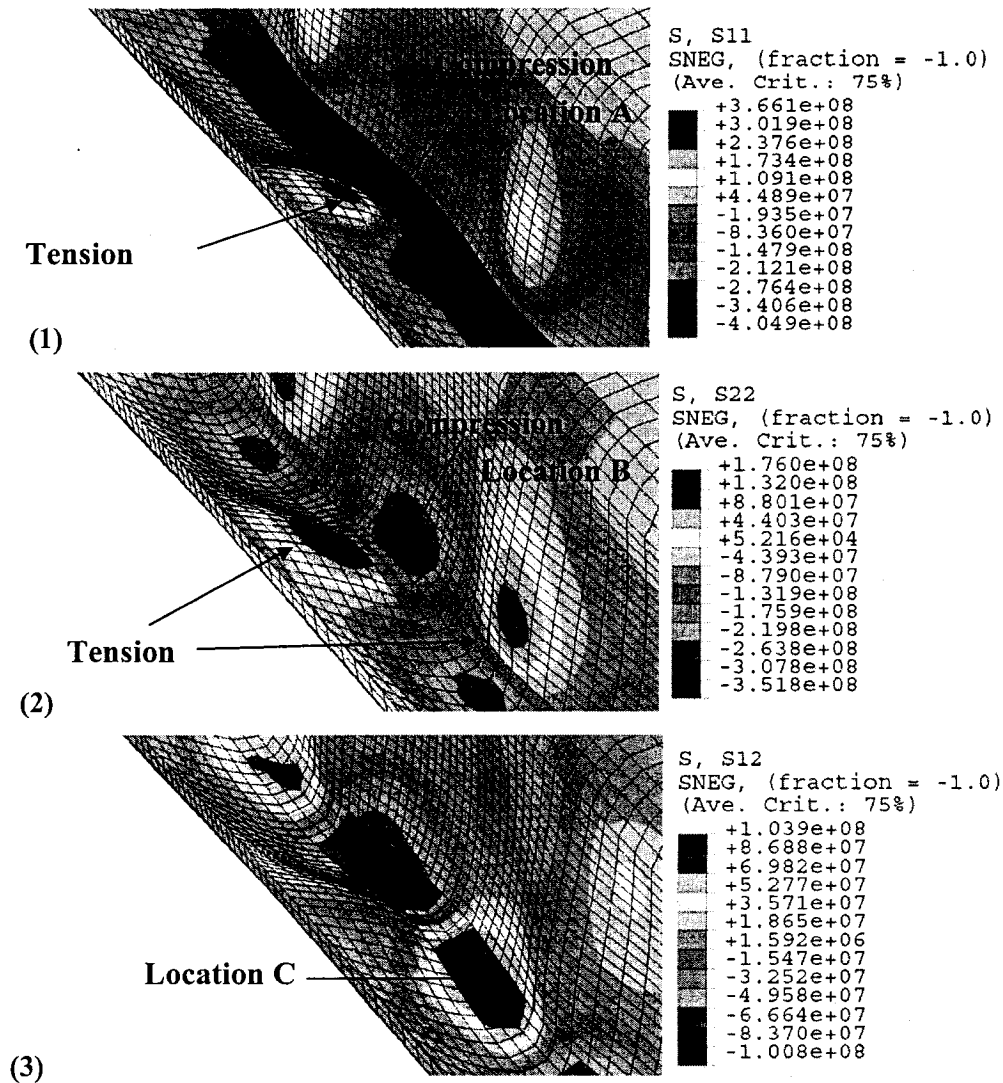 S, S11
SNEG, (fraction = -1.0)
(Ave. Crit.: 75%)
+3.661e+08
+3.019e+08
+2.376e+08
+1.734e+08
+1.091e+08
+4.489e+07
-1.935e+07
-8.360e+07
-1.479e+08
-2.121e+08
-2.764e+08
-3.406e+08
-4.049e+08
Compression
Location A
Tension
(1)
S, S22
SNEG, (fraction = -1.0)
(Ave. Crit.: 75%)
+1.760e+08
+1.320e+08
+8.801e+07
+4.403e+07
+5.216e+04
-4.393e+07
-8.790e+07
-1.319e+08
-1.759e+08
-2.198e+08
-2.638e+08
-3.078e+08
-3.518e+08
Compression
Location B
Tension
(2)
S, S12
SNEG, (fraction = -1.0)
(Ave. Crit.: 75%)
+1.039e+08
+8.688e+07
+6.982e+07
+5.277e+07
+3.571e+07
+1.865e+07
+1.592e+06
-1.547e+07
-3.252e+07
-4.958e+07
-6.664e+07
-8.370e+07
-1.008e+08
Location C
(3)